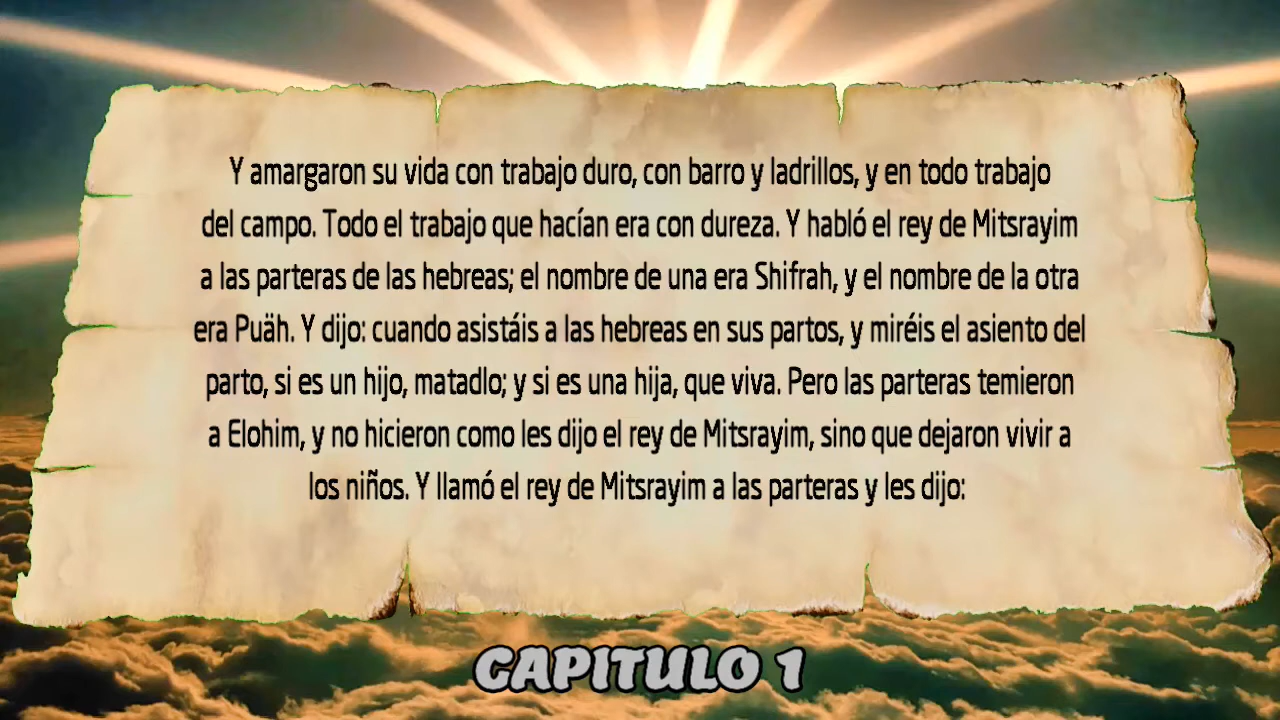 Y amargaron su vida con trabajo duro, con barro y ladrillos, y en todo trabajo
del campo. Todo el trabajo que hacían era con dureza. Y habló el rey de Mitsrayim
a las parteras de las hebreas; el nombre de una era Shifrah, y el nombre de la otra
era Puäh. Y dijo: cuando asistáis a las hebreas en sus partos, y miréis el asiento del
parto, si es un hijo, matadlo; y si es una hija, que viva. Pero las parteras temieron
a Elohim, y no hicieron como les dijo el rey de Mitsrayim, sino que dejaron vivir a
los niños. Y llamó el rey de Mitsrayim a las parteras y les dijo:
CAPITULO 1